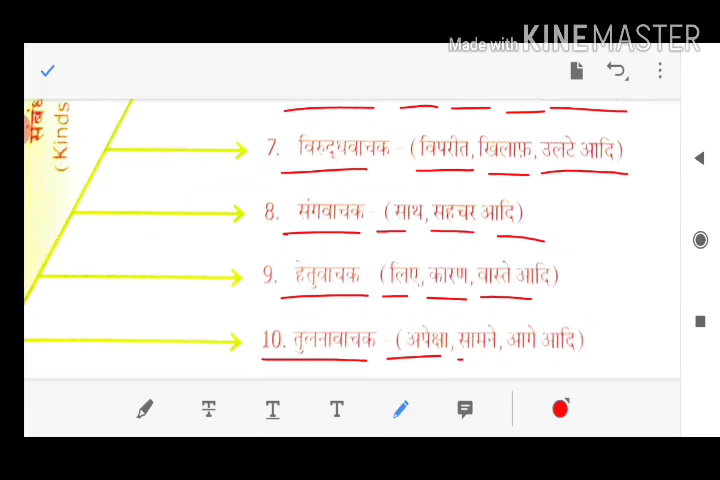 Made with KINEMASTER
संबंध
(Kinds
7. विरुद्धवाचक – (विपरीत, खिलाफ़, उलटे आदि)
8. संगवाचक – (साथ, सहचर आदि)
9. हेतुवाचक – (लिए, कारण, वास्ते आदि)
10. तुलनावाचक – (अपेक्षा, सामने, आगे आदि)
T T T